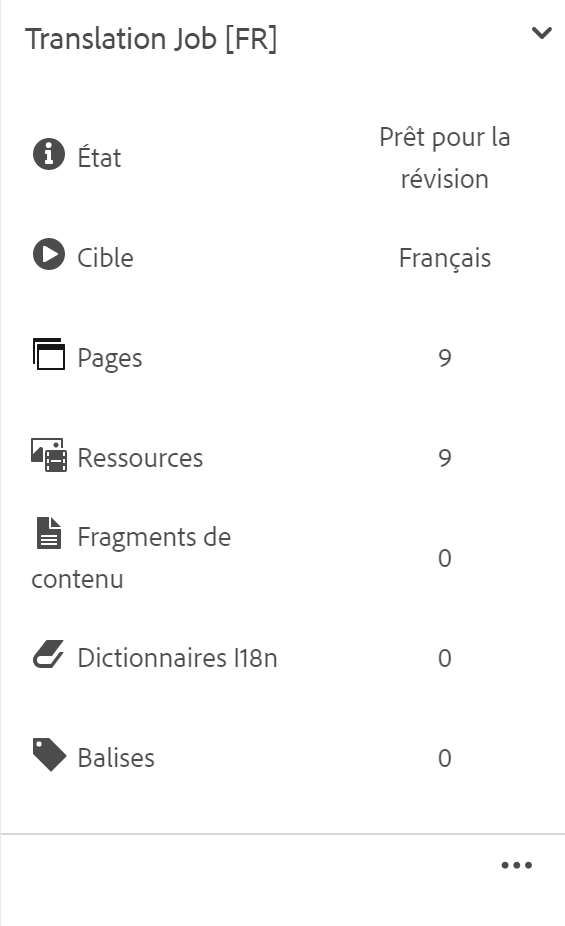 Translation Job [FR]
État
Prêt pour la
révision
Cible
Français
Pages
9
Ressources
9
Fragments de
contenu
0
Dictionnaires I18n
0
Balises
0